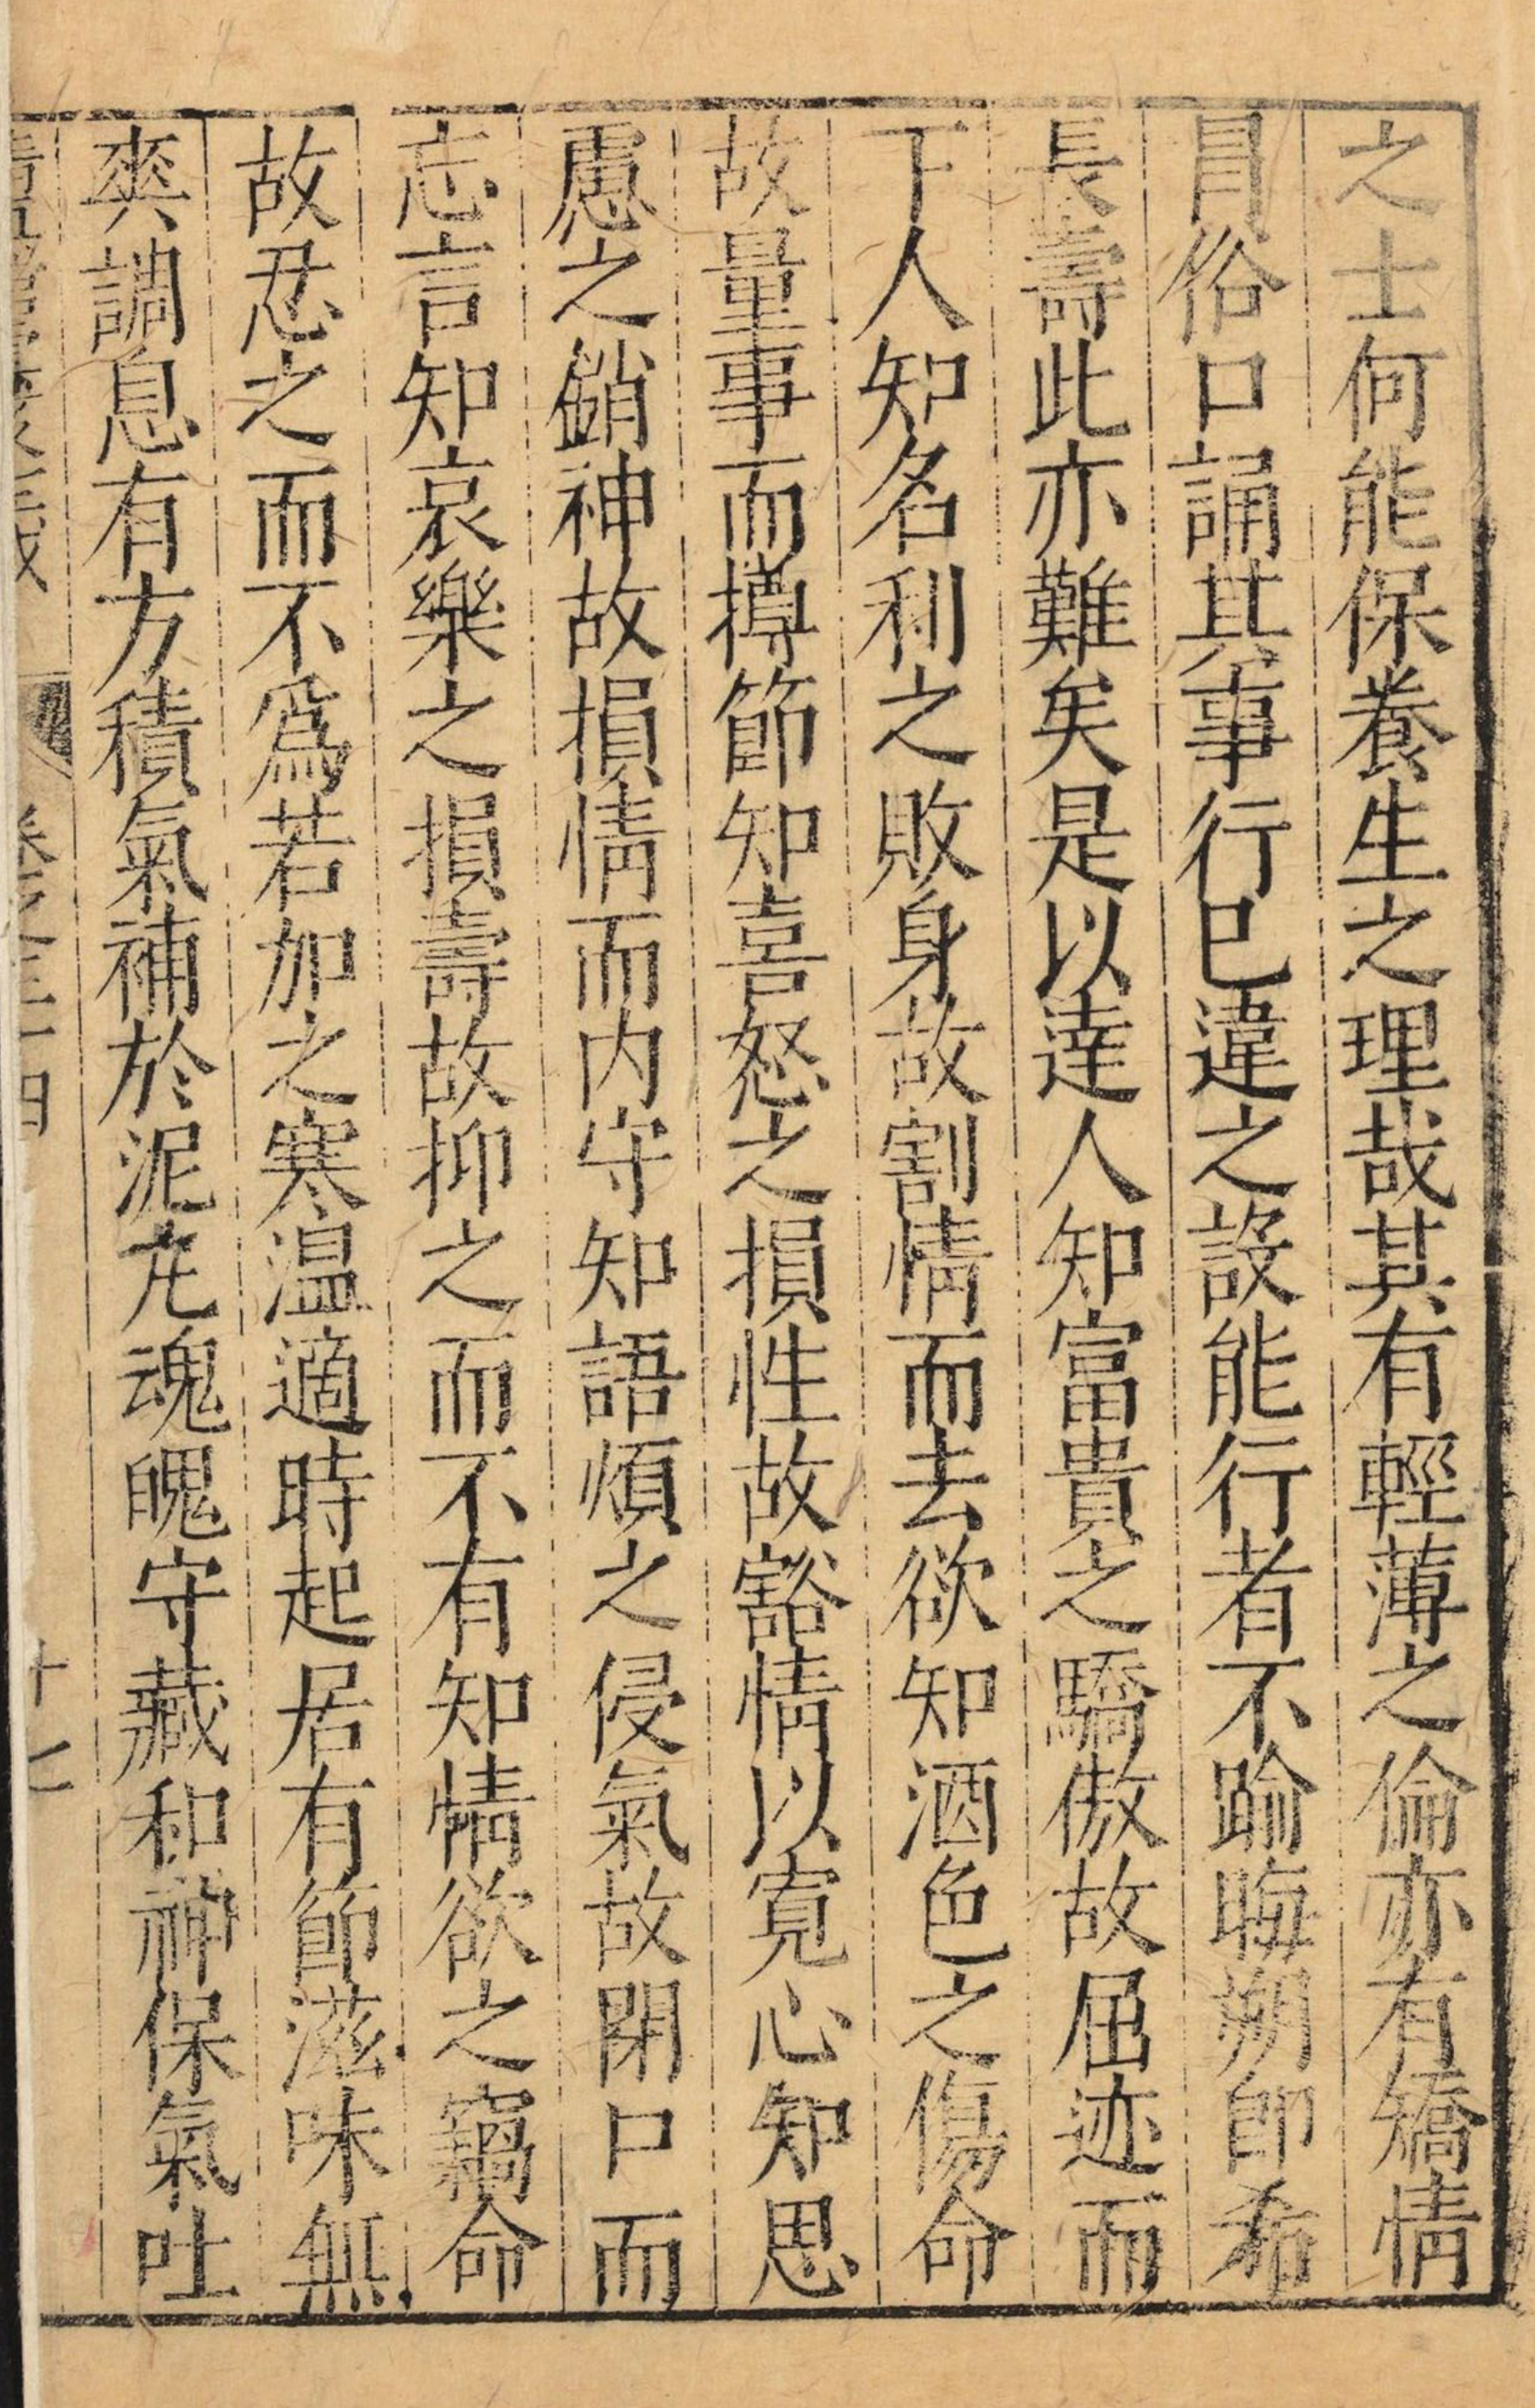 之士何能保養生之理哉其有輕薄之倫亦有矯情
冐俗口誦其事行已違之設能行者不踰晦朔即希
長壽此亦難矣是以達人知富貴之驕傲故屈迹而
下人知名利之敗身故割情而去欲知酒色之傷命
故量事而撙節知喜怒之損性故豁情以寬心知思
慮之銷神故損情而内守知語煩之侵氣故閉口而
忘言知哀樂之損壽故抑之而不有知情欲之竊命
故忍之而不爲若加之寒温適時起居有節滋味無
爽調息有方積氣補於泥丸魂魄守藏和神保氣吐
卷之三四
十七